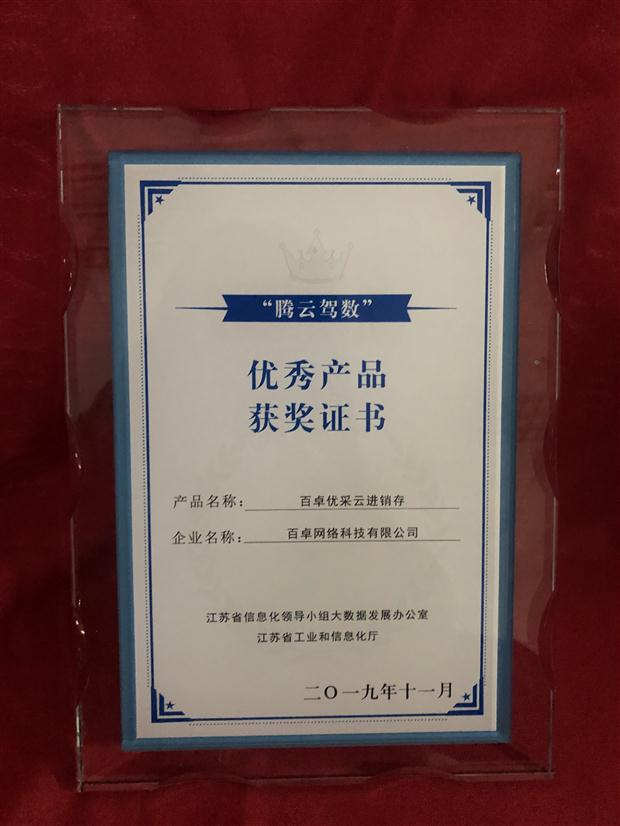 “腾云驾数”
优秀产品
获奖证书
产品名称：百卓优采云进销存
企业名称：百卓网络科技有限公司
江苏省信息化领导小组大数据发展办公室
江苏省工业和信息化厅
二〇一九年十一月